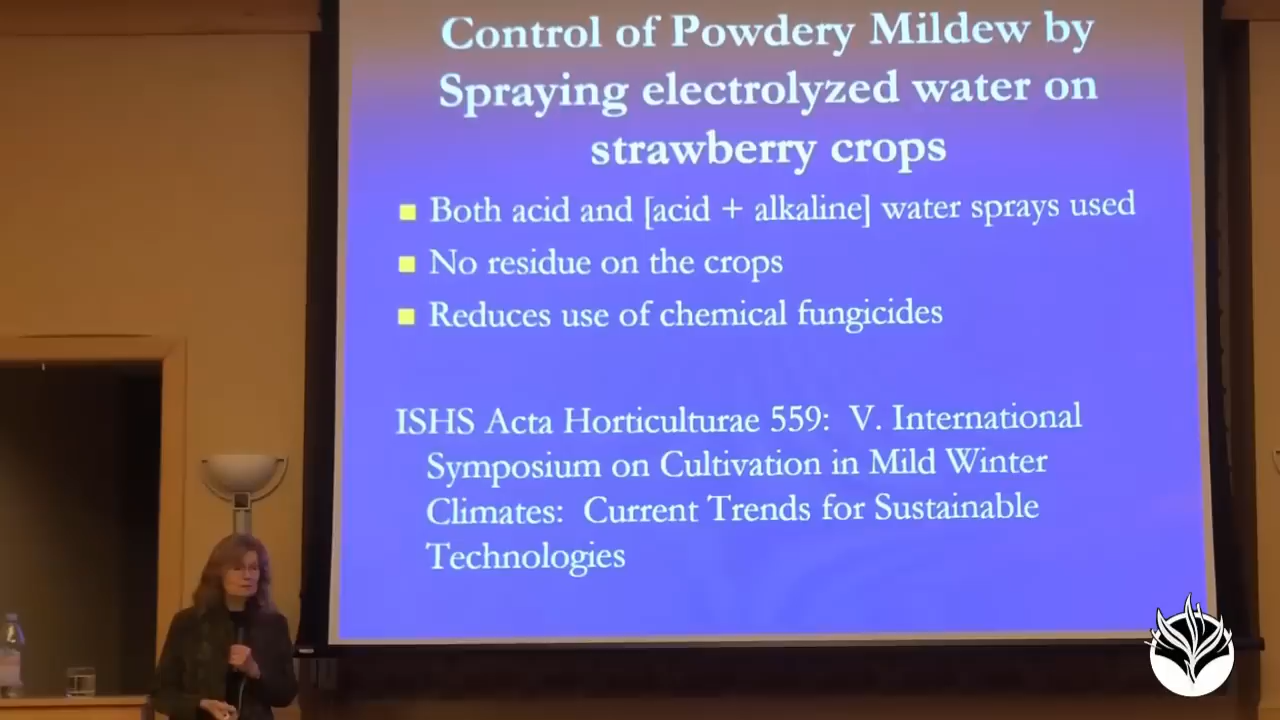 Control of Powdery Mildew by
Spraying electrolyzed water on
strawberry crops
Both acid and [acid + alkaline] water sprays used
No residue on the crops
Reduces use of chemical fungicides
ISHS Acta Horticulturae 559: V. International
Symposium on Cultivation in Mild Winter
Climates: Current Trends for Sustainable
Technologies